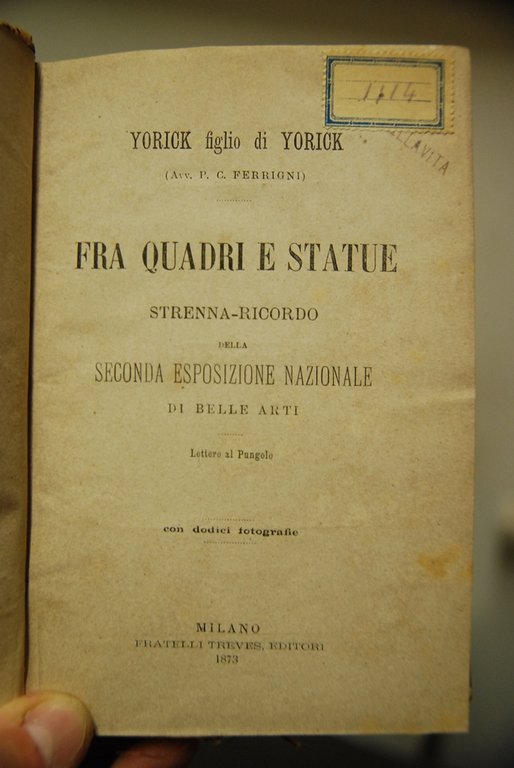 1114
YORICK figlio di YORICK
(Avv. P. C. FERRIGNI)
FRA QUADRI E STATUE
STRENNA-RICORDO
DELLA
SECONDA ESPOSIZIONE NAZIONALE
DI BELLE ARTI
Lettere al Pungolo
con dodici fotografie
MILANO
FRATELLI TREVES, EDITORI
1873